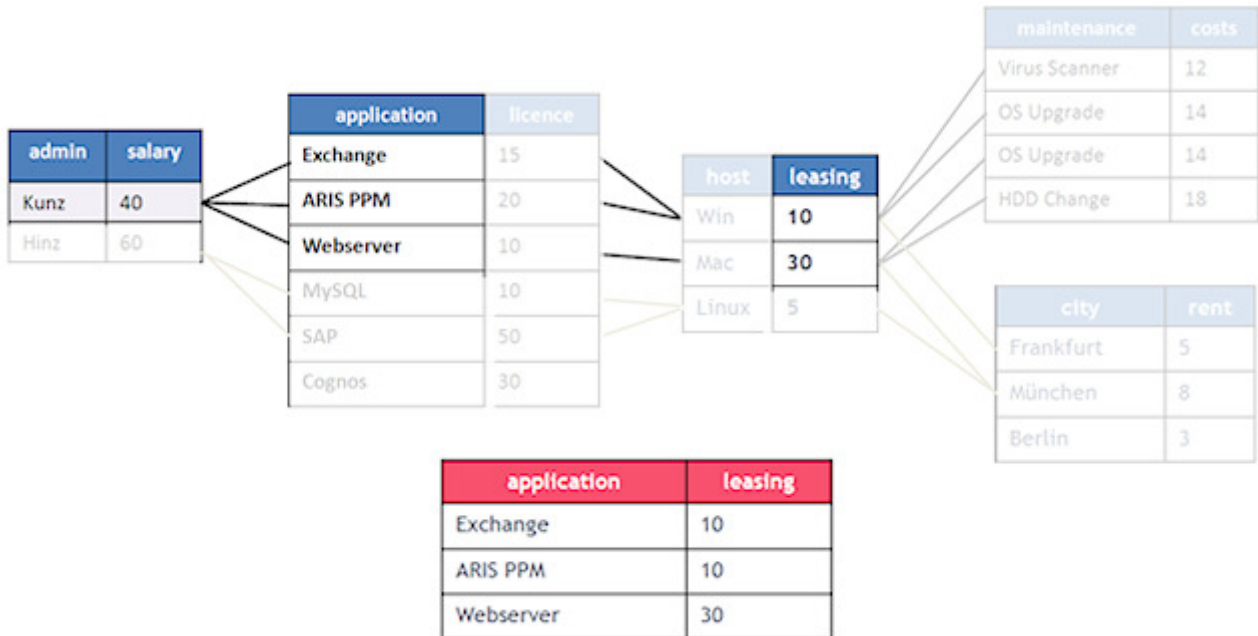 maintenance costs
Virus Scanner 12
OS Upgrade 14
OS Upgrade 14
HDD Change 18
application licence
Exchange 15
ARIS PPM 20
Webserver 10
MySQL 10
SAP 50
Cognos 30
admin salary
Kunz 40
Hinz 60
host leasing
Win 10
Mac 30
Linux 5
city rent
Frankfurt 5
München 8
Berlin 3
application leasing
Exchange 10
ARIS PPM 10
Webserver 30